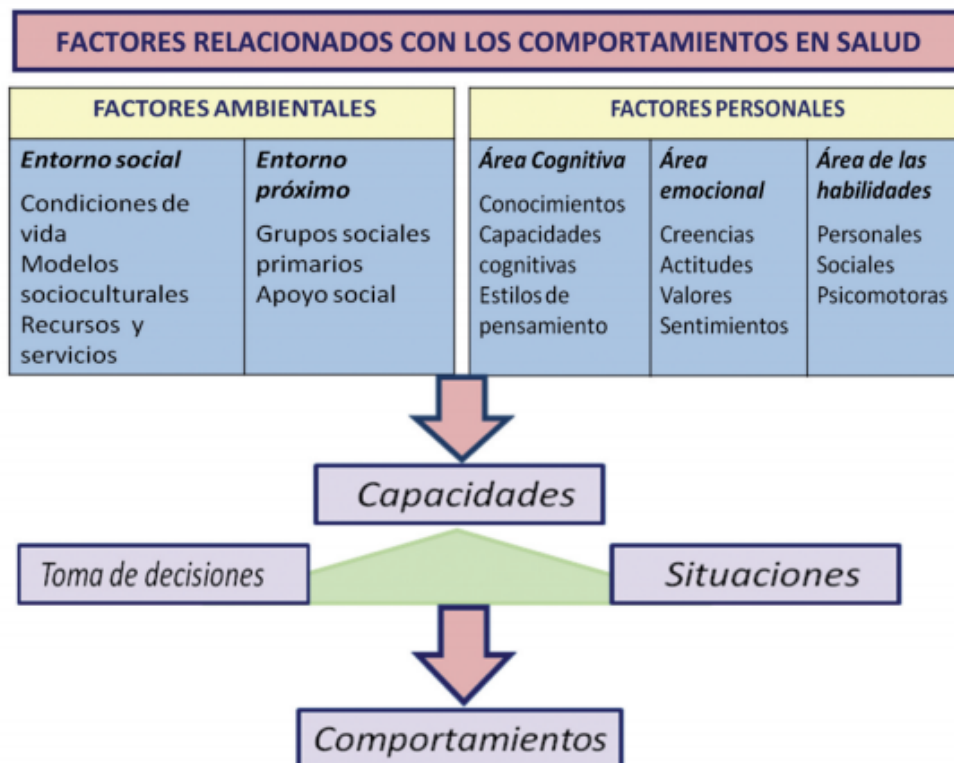 FACTORES RELACIONADOS CON LOS COMPORTAMIENTOS EN SALUD
FACTORES AMBIENTALES
Entorno social
Condiciones de
vida
Modelos
socioculturales
Recursos y
servicios
Entorno
próximo
Grupos sociales
primarios
Apoyo social
FACTORES PERSONALES
Área Cognitiva
Conocimientos
Capacidades
cognitivas
Estilos de
pensamiento
Área
emocional
Creencias
Actitudes
Valores
Sentimientos
Área de las
habilidades
Personales
Sociales
Psicomotoras
Capacidades
Toma de decisiones
Situaciones
Comportamientos